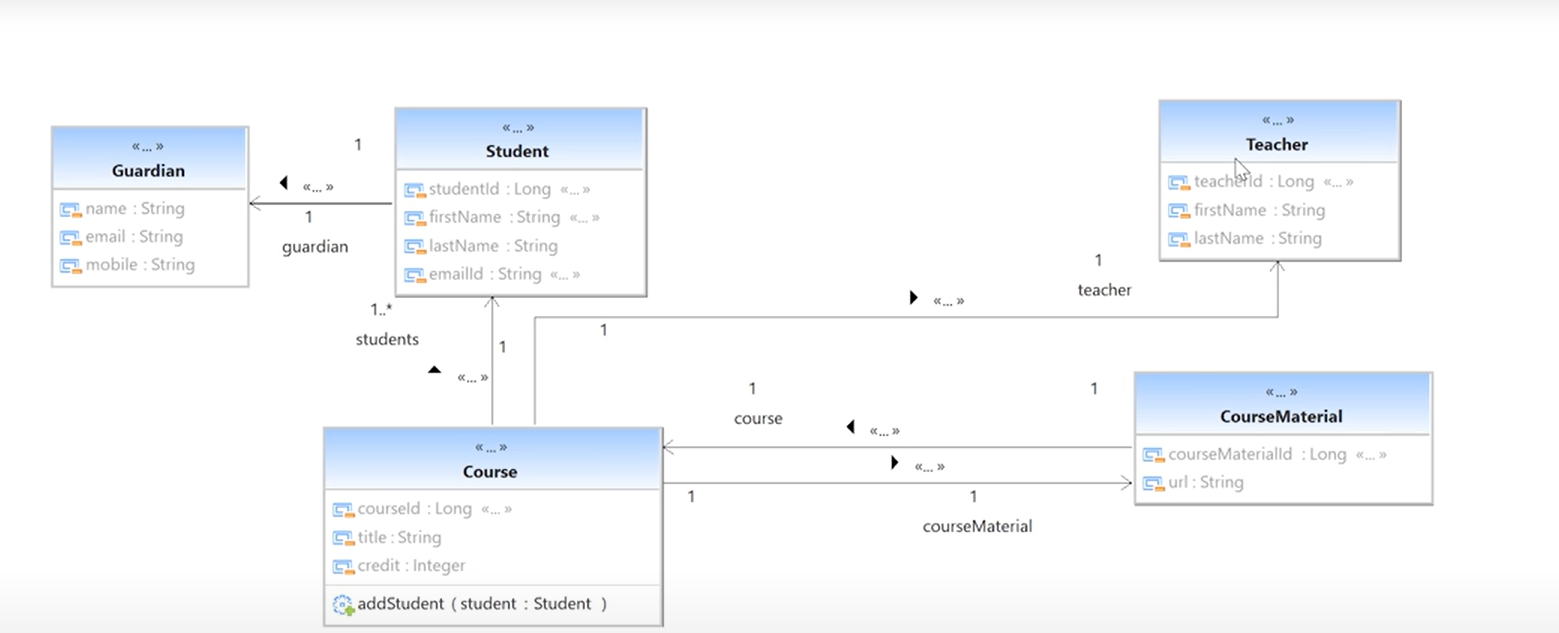 «... »
Guardian
name : String
email : String
mobile : String
1
«... »
1
guardian
«... »
Student
studentId : Long «... »
firstName : String «... »
lastName : String
emailId : String «... »
«... »
Teacher
teacherId : Long «... »
firstName : String
lastName : String
1..*
students
1
«... »
1
«... »
1
teacher
1
course
«... »
1
«... »
1
1
courseMaterial
«... »
CourseMaterial
courseMaterialId : Long «... »
url : String
«... »
Course
courseId : Long «... »
title : String
credit : Integer
addStudent ( student : Student )